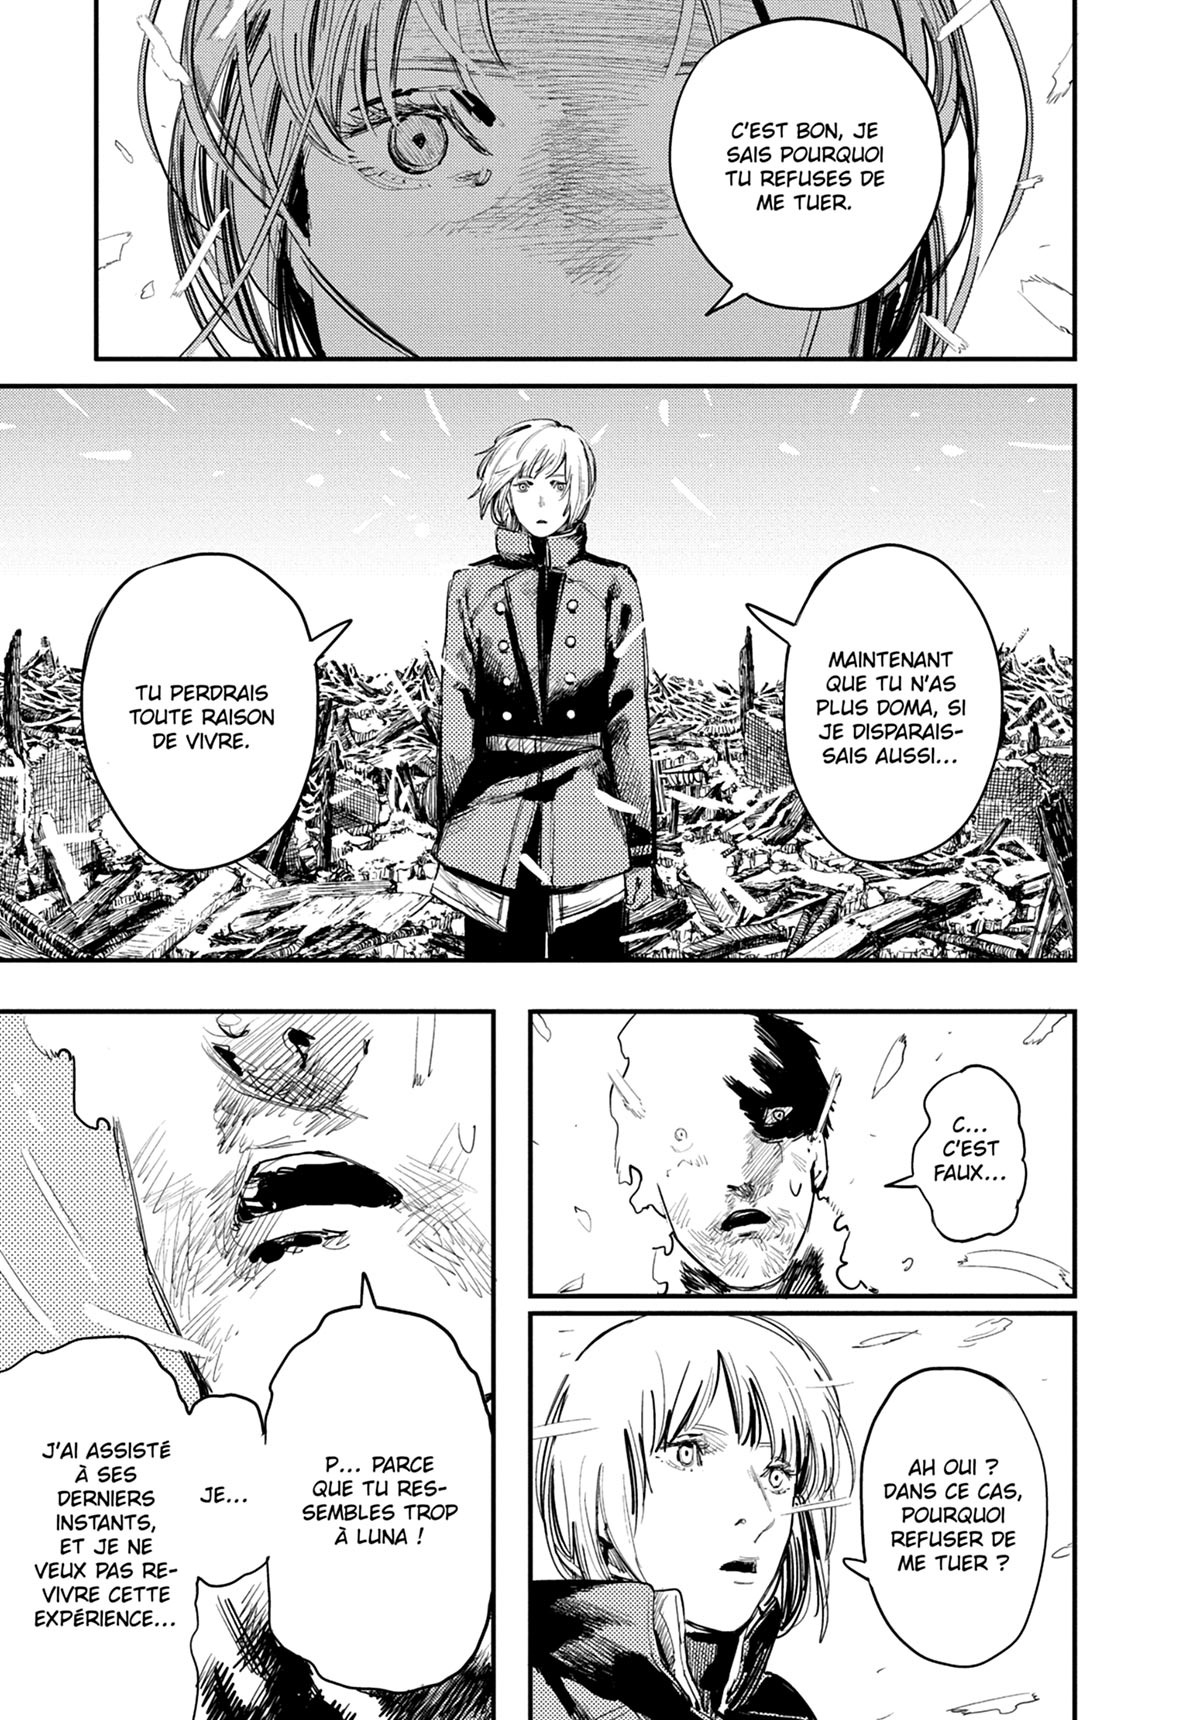 C'EST BON, JE
SAIS POURQUOI
TU REFUSES DE
ME TUER.
MAINTENANT
QUE TU N'AS
PLUS DOMA, SI
JE DISPARAIS-
SAIS AUSSI...
TU PERDRAIS
TOUTE RAISON
DE VIVRE.
C...
C'EST
FAUX...
AH OUI ?
DANS CE CAS,
POURQUOI
REFUSER DE
ME TUER ?
P... PARCE
QUE TU RES-
SEMBLES TROP
À LUNA !
JE...
J'AI ASSISTÉ
À SES
DERNIERS
INSTANTS,
ET JE NE
VEUX PAS RE-
VIVRE CETTE
EXPÉRIENCE...